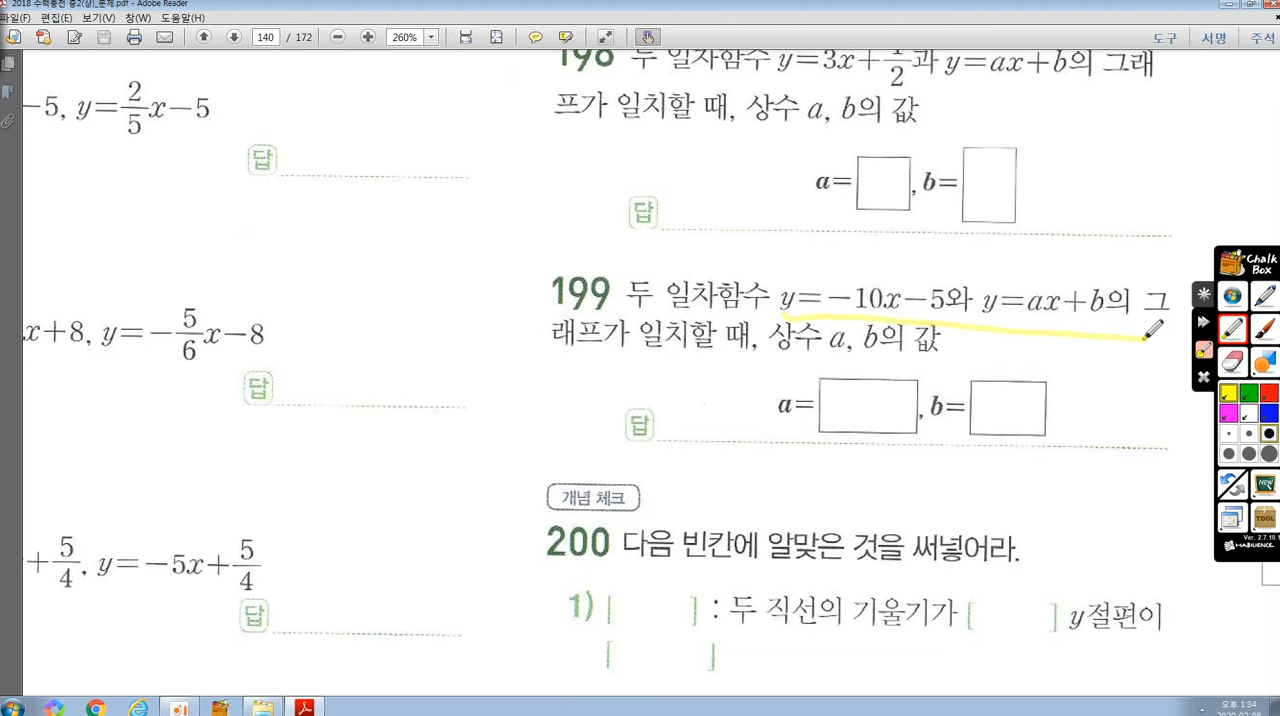 2018 수력충전 중2(상)_문제.pdf - Adobe Reader
파일(F) 편집(E) 보기(V) 창(W) 도움말(H)
140 / 172 260% 도구 서명 주석
-5, y=2/5x-5
답
x+8, y=-5/6x-8
답
+5/4, y=-5x+5/4
답
198 두 일차함수 y=3x+1/2과 y=ax+b의 그래
프가 일치할 때, 상수 a, b의 값
a= , b=
답
199 두 일차함수 y=-10x-5와 y=ax+b의 그
래프가 일치할 때, 상수 a, b의 값
a= , b=
답
개념 체크
200 다음 빈칸에 알맞은 것을 써넣어라.
1) [ ] : 두 직선의 기울기가 [ ] y절편이
[ ]
Chalk
Box
NEW
TOOL
Ver. 2.7.10.1
HABILIENCE
오후 1:34